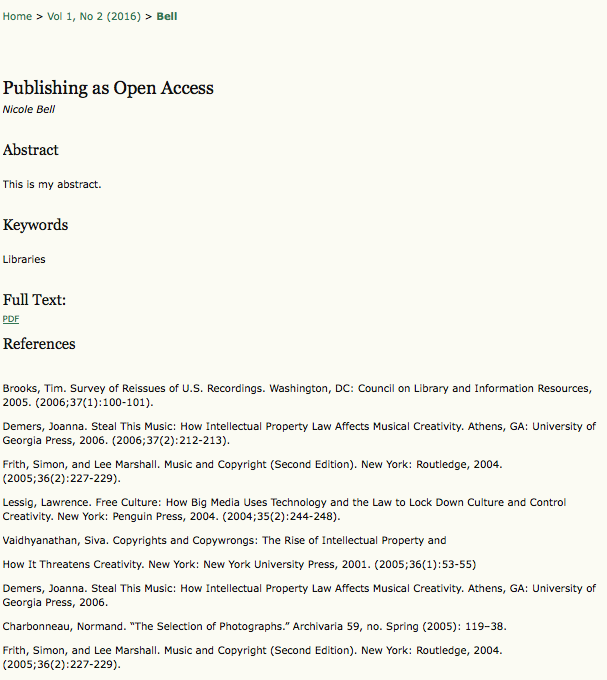 Home > Vol 1, No 2 (2016) > Bell
Publishing as Open Access
Nicole Bell
Abstract
This is my abstract.
Keywords
Libraries
Full Text:
PDF
References
Brooks, Tim. Survey of Reissues of U.S. Recordings. Washington, DC: Council on Library and Information Resources,
2005. (2006;37(1):100-101).
Demers, Joanna. Steal This Music: How Intellectual Property Law Affects Musical Creativity. Athens, GA: University of
Georgia Press, 2006. (2006;37(2):212-213).
Frith, Simon, and Lee Marshall. Music and Copyright (Second Edition). New York: Routledge, 2004.
(2005;36(2):227-229).
Lessig, Lawrence. Free Culture: How Big Media Uses Technology and the Law to Lock Down Culture and Control
Creativity. New York: Penguin Press, 2004. (2004;35(2):244-248).
Vaidhyanathan, Siva. Copyrights and Copywrongs: The Rise of Intellectual Property and
How It Threatens Creativity. New York: New York University Press, 2001. (2005;36(1):53-55)
Demers, Joanna. Steal This Music: How Intellectual Property Law Affects Musical Creativity. Athens, GA: University of
Georgia Press, 2006.
Charbonneau, Normand. “The Selection of Photographs.” Archivaria 59, no. Spring (2005): 119–38.
Frith, Simon, and Lee Marshall. Music and Copyright (Second Edition). New York: Routledge, 2004.
(2005;36(2):227-229).